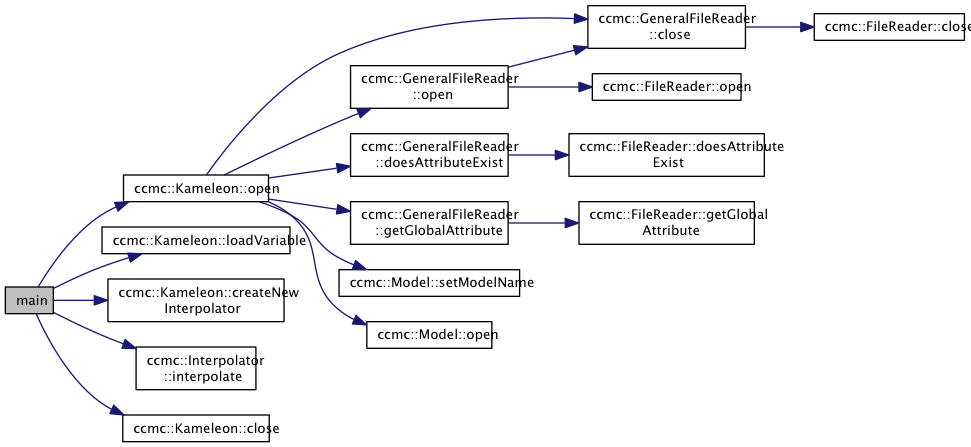 ccmc::GeneralFileReader
::close
ccmc::FileReader::close
ccmc::GeneralFileReader
::open
ccmc::FileReader::open
ccmc::GeneralFileReader
::doesAttributeExist
ccmc::FileReader::doesAttribute
Exist
ccmc::Kameleon::open
ccmc::GeneralFileReader
::getGlobalAttribute
ccmc::FileReader::getGlobal
Attribute
ccmc::Kameleon::loadVariable
ccmc::Model::setModelName
main
ccmc::Kameleon::createNew
Interpolator
ccmc::Model::open
ccmc::Interpolator
::interpolate
ccmc::Kameleon::close